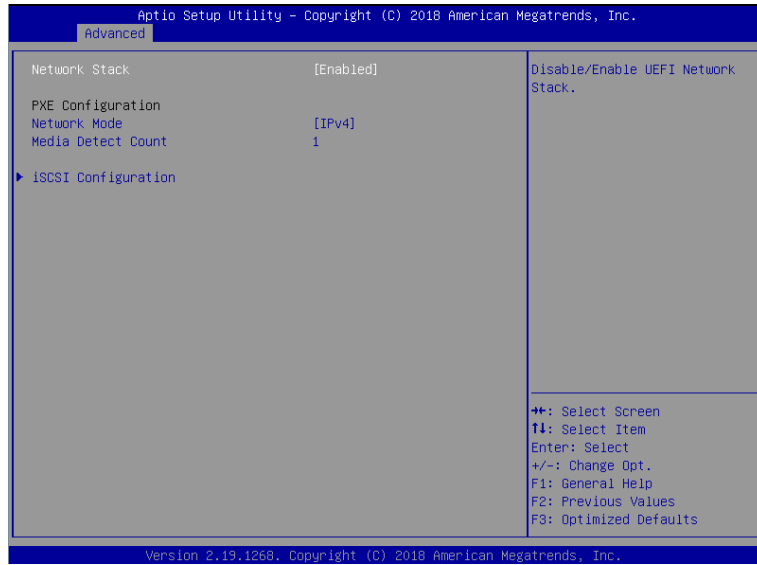 Aptio Setup Utility – Copyright (C) 2018 American Megatrends, Inc.
Advanced
Network Stack [Enabled]
PXE Configuration
Network Mode [IPv4]
Media Detect Count 1
▶ iSCSI Configuration
Disable/Enable UEFI Network
Stack.
→←: Select Screen
↑↓: Select Item
Enter: Select
+/-: Change Opt.
F1: General Help
F2: Previous Values
F3: Optimized Defaults
Version 2.19.1268. Copyright (C) 2018 American Megatrends, Inc.